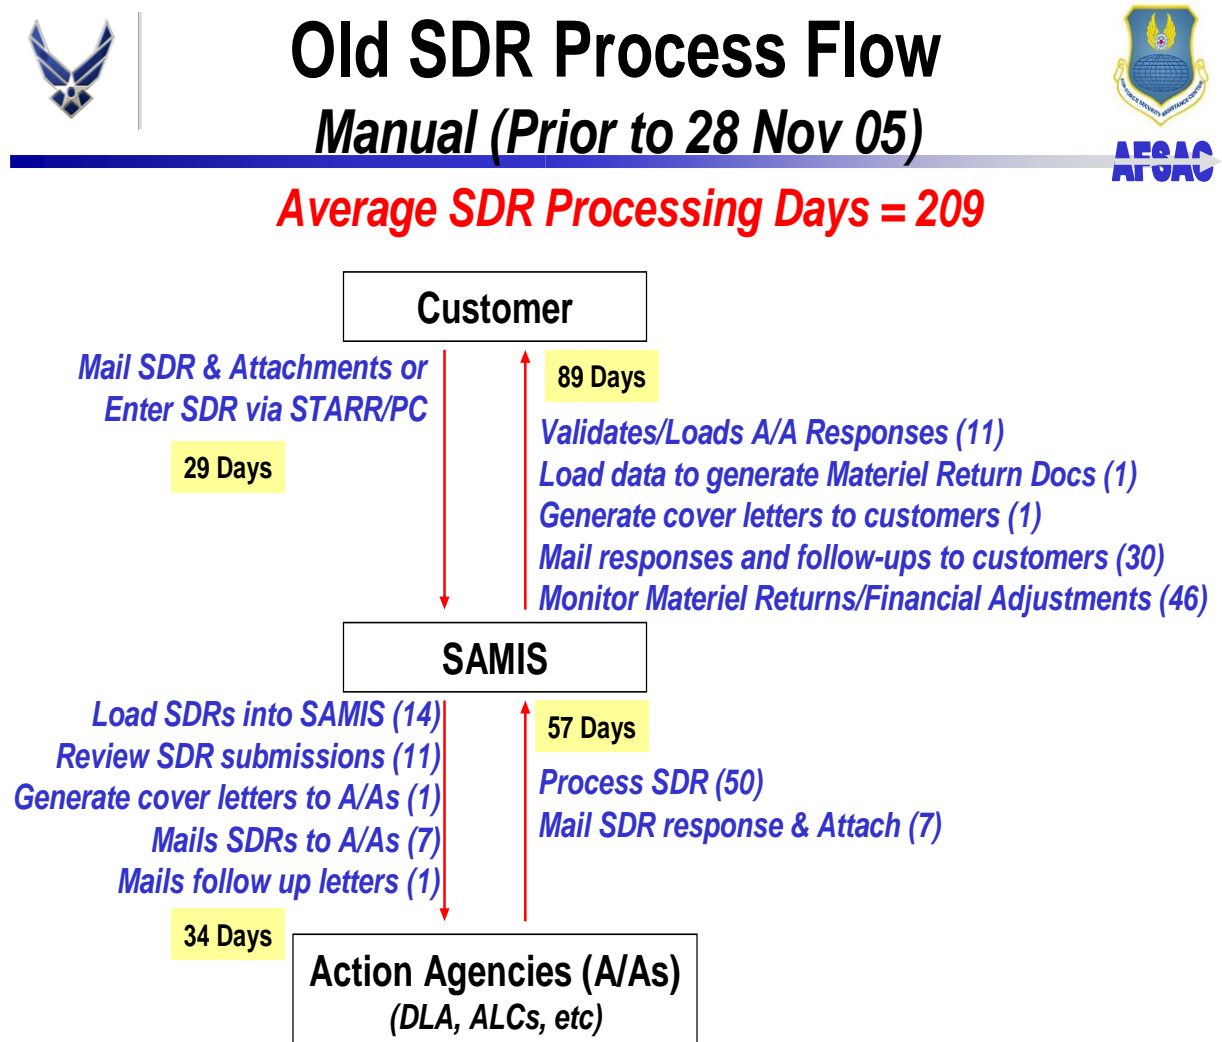 Old SDR Process Flow
Manual (Prior to 28 Nov 05)
AIR FORCE SECURITY ASSISTANCE CENTER
AFSAC
Average SDR Processing Days = 209
Customer
Mail SDR & Attachments or
Enter SDR via STARR/PC
29 Days
89 Days
Validates/Loads A/A Responses (11)
Load data to generate Materiel Return Docs (1)
Generate cover letters to customers (1)
Mail responses and follow-ups to customers (30)
Monitor Materiel Returns/Financial Adjustments (46)
SAMIS
Load SDRs into SAMIS (14)
Review SDR submissions (11)
Generate cover letters to A/As (1)
Mails SDRs to A/As (7)
Mails follow up letters (1)
34 Days
57 Days
Process SDR (50)
Mail SDR response & Attach (7)
Action Agencies (A/As)
(DLA, ALCs, etc)